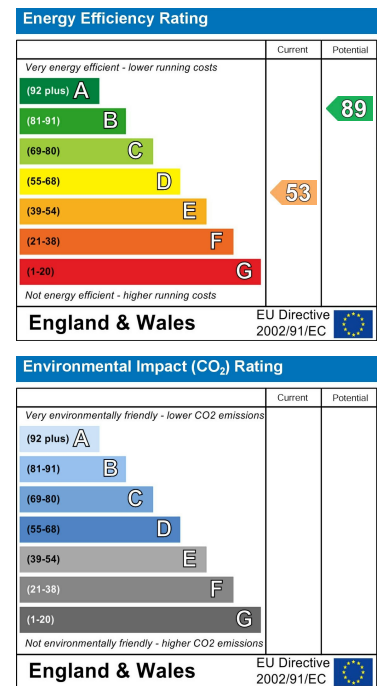 Energy Efficiency Rating
Current Potential
Very energy efficient - lower running costs
(92 plus) A
(81-91) B
89
(69-80) C
(55-68) D
53
(39-54) E
(21-38) F
(1-20) G
Not energy efficient - higher running costs
England & Wales
EU Directive
2002/91/EC
Environmental Impact (CO₂) Rating
Current Potential
Very environmentally friendly - lower CO2 emissions
(92 plus) A
(81-91) B
(69-80) C
(55-68) D
(39-54) E
(21-38) F
(1-20) G
Not environmentally friendly - higher CO2 emissions
England & Wales
EU Directive
2002/91/EC